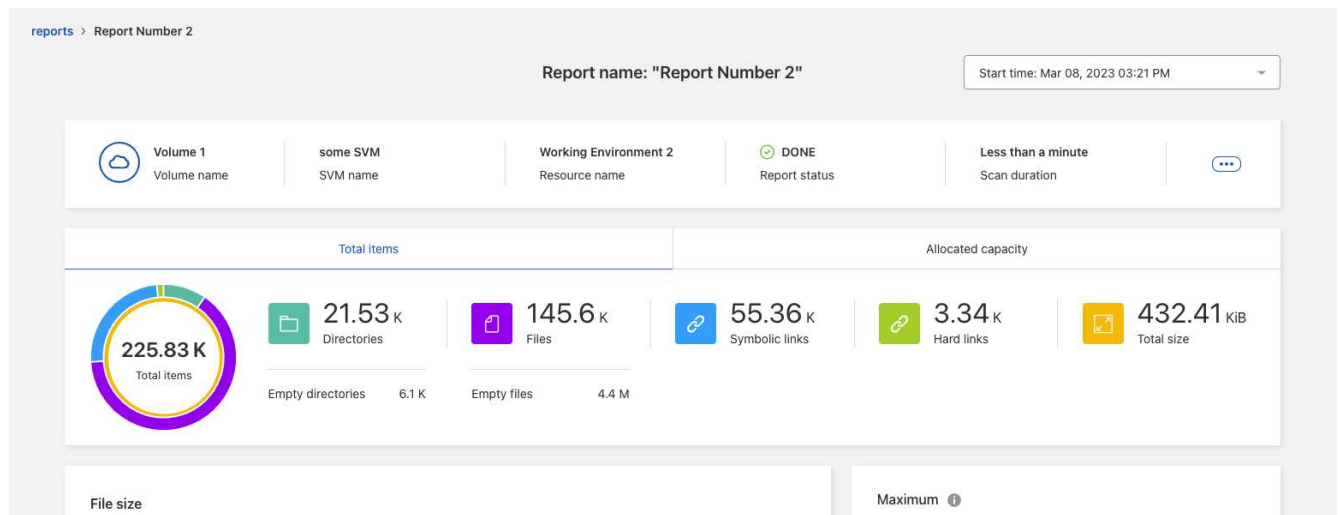 reports > Report Number 2
Report name: "Report Number 2"
Start time: Mar 08, 2023 03:21 PM
Volume 1
Volume name
some SVM
SVM name
Working Environment 2
Resource name
DONE
Report status
Less than a minute
Scan duration
Total items
Allocated capacity
225.83 K
Total items
21.53 K
Directories
Empty directories 6.1 K
145.6 K
Files
Empty files 4.4 M
55.36 K
Symbolic links
3.34 K
Hard links
432.41 KiB
Total size
File size
Maximum